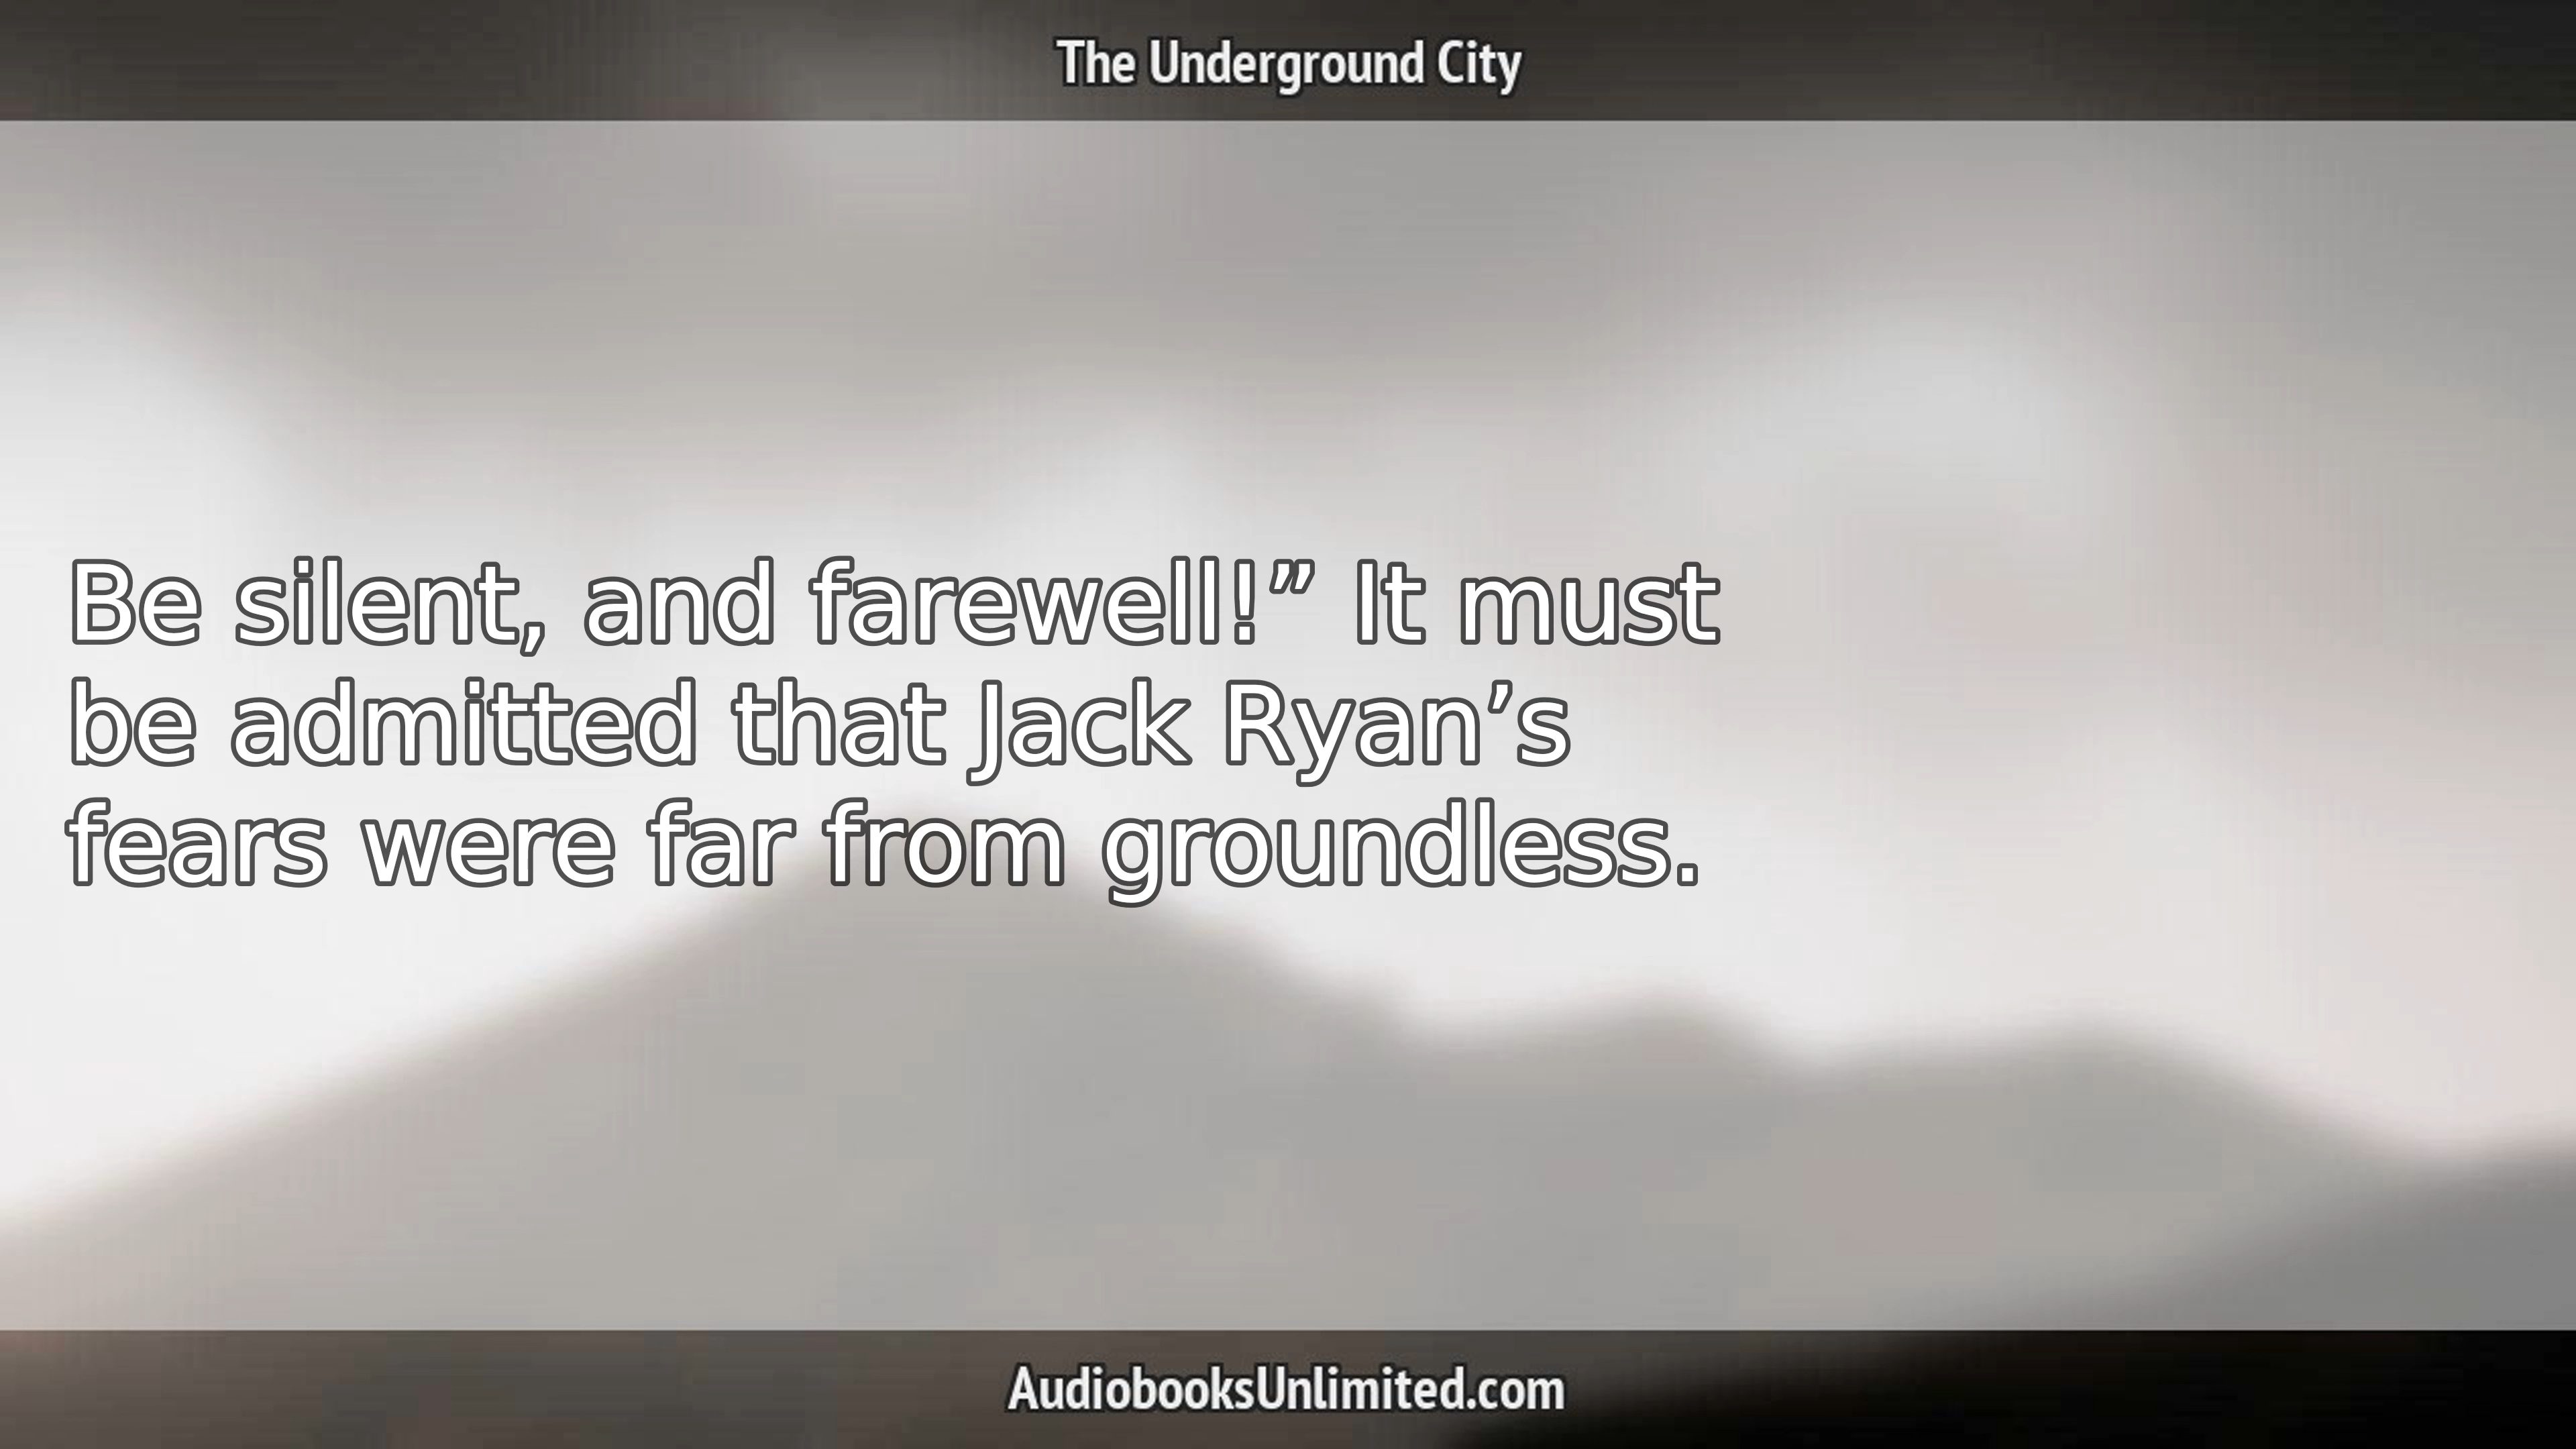 The Underground City
Be silent, and farewell!” It must
be admitted that Jack Ryan’s
fears were far from groundless.
AudiobooksUnlimited.com